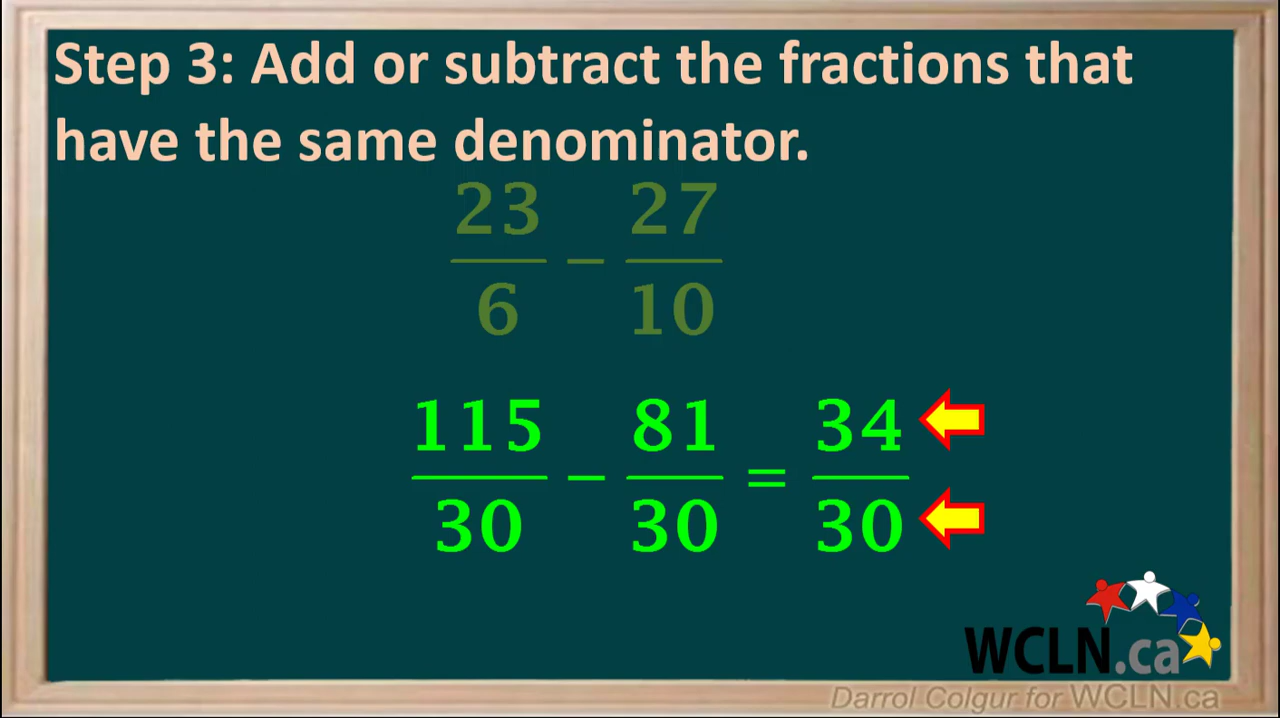 Step 3: Add or subtract the fractions that
have the same denominator.
23/6 − 27/10
115/30 − 81/30 = 34/30
WCLN.ca
Darrol Colgur for WCLN.ca